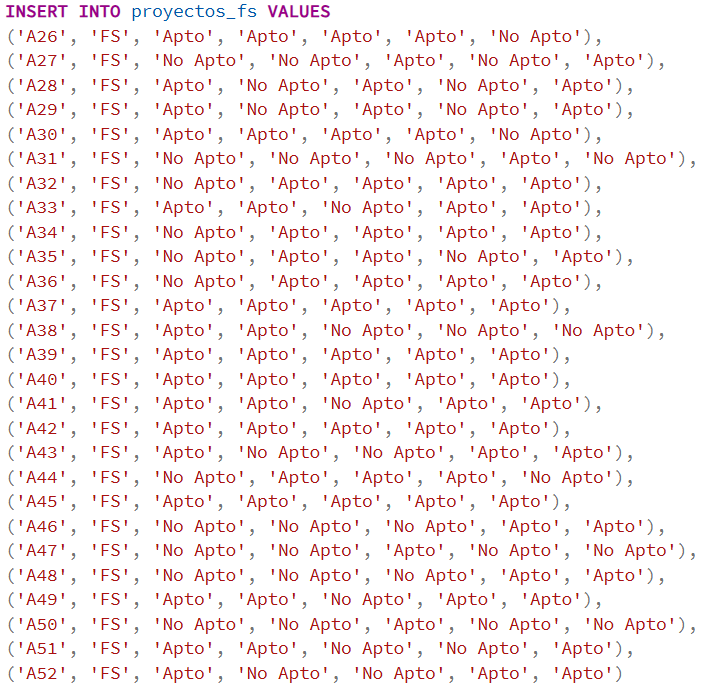 INSERT INTO proyectos_fs VALUES
('A26', 'FS', 'Apto', 'Apto', 'Apto', 'Apto', 'No Apto'),
('A27', 'FS', 'No Apto', 'No Apto', 'Apto', 'No Apto', 'Apto'),
('A28', 'FS', 'Apto', 'No Apto', 'Apto', 'No Apto', 'Apto'),
('A29', 'FS', 'Apto', 'No Apto', 'Apto', 'No Apto', 'Apto'),
('A30', 'FS', 'Apto', 'Apto', 'Apto', 'Apto', 'No Apto'),
('A31', 'FS', 'No Apto', 'No Apto', 'No Apto', 'Apto', 'No Apto'),
('A32', 'FS', 'No Apto', 'Apto', 'Apto', 'Apto', 'Apto'),
('A33', 'FS', 'Apto', 'Apto', 'No Apto', 'Apto', 'Apto'),
('A34', 'FS', 'No Apto', 'Apto', 'Apto', 'Apto', 'Apto'),
('A35', 'FS', 'No Apto', 'Apto', 'Apto', 'No Apto', 'Apto'),
('A36', 'FS', 'No Apto', 'Apto', 'Apto', 'Apto', 'Apto'),
('A37', 'FS', 'Apto', 'Apto', 'Apto', 'Apto', 'Apto'),
('A38', 'FS', 'Apto', 'Apto', 'No Apto', 'No Apto', 'No Apto'),
('A39', 'FS', 'Apto', 'Apto', 'Apto', 'Apto', 'Apto'),
('A40', 'FS', 'Apto', 'Apto', 'Apto', 'Apto', 'Apto'),
('A41', 'FS', 'Apto', 'Apto', 'No Apto', 'Apto', 'Apto'),
('A42', 'FS', 'Apto', 'Apto', 'Apto', 'Apto', 'Apto'),
('A43', 'FS', 'Apto', 'No Apto', 'No Apto', 'Apto', 'Apto'),
('A44', 'FS', 'No Apto', 'Apto', 'Apto', 'Apto', 'No Apto'),
('A45', 'FS', 'Apto', 'Apto', 'Apto', 'Apto', 'Apto'),
('A46', 'FS', 'No Apto', 'No Apto', 'No Apto', 'Apto', 'Apto'),
('A47', 'FS', 'No Apto', 'No Apto', 'Apto', 'No Apto', 'No Apto'),
('A48', 'FS', 'No Apto', 'No Apto', 'No Apto', 'Apto', 'Apto'),
('A49', 'FS', 'Apto', 'Apto', 'No Apto', 'Apto', 'Apto'),
('A50', 'FS', 'No Apto', 'No Apto', 'Apto', 'No Apto', 'No Apto'),
('A51', 'FS', 'Apto', 'Apto', 'No Apto', 'No Apto', 'Apto'),
('A52', 'FS', 'Apto', 'No Apto', 'No Apto', 'Apto', 'Apto')